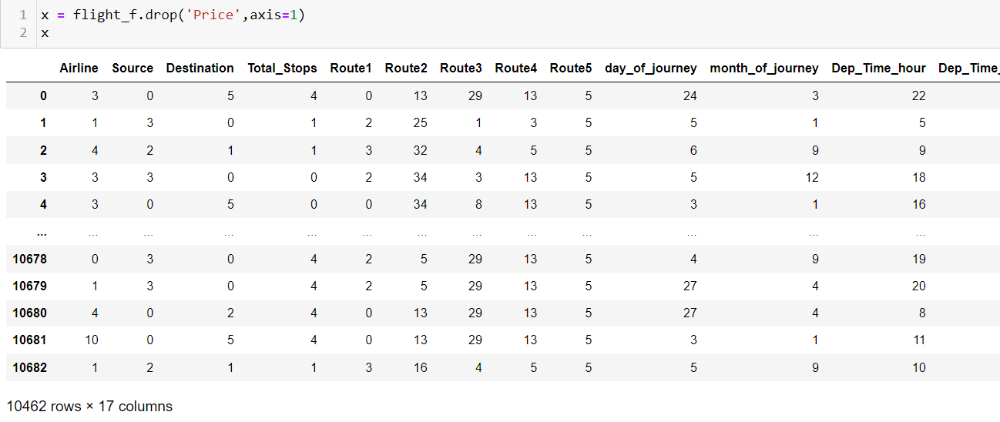 1 x = flight_f.drop('Price',axis=1)
2 x
Airline Source Destination Total_Stops Route1 Route2 Route3 Route4 Route5 day_of_journey month_of_journey Dep_Time_hour Dep_Time_
0 3 0 5 4 0 13 29 13 5 24 3 22
1 1 3 0 1 2 25 1 3 5 5 1 5
2 4 2 1 1 3 32 4 5 5 6 9 9
3 3 3 0 0 2 34 3 13 5 5 12 18
4 3 0 5 0 0 34 8 13 5 3 1 16
... ... ... ... ... ... ... ... ... ... ... ... ...
10678 0 3 0 4 2 5 29 13 5 4 9 19
10679 1 3 0 4 2 5 29 13 5 27 4 20
10680 4 0 2 4 0 13 29 13 5 27 4 8
10681 10 0 5 4 0 13 29 13 5 3 1 11
10682 1 2 1 1 3 16 4 5 5 5 9 10
10462 rows × 17 columns